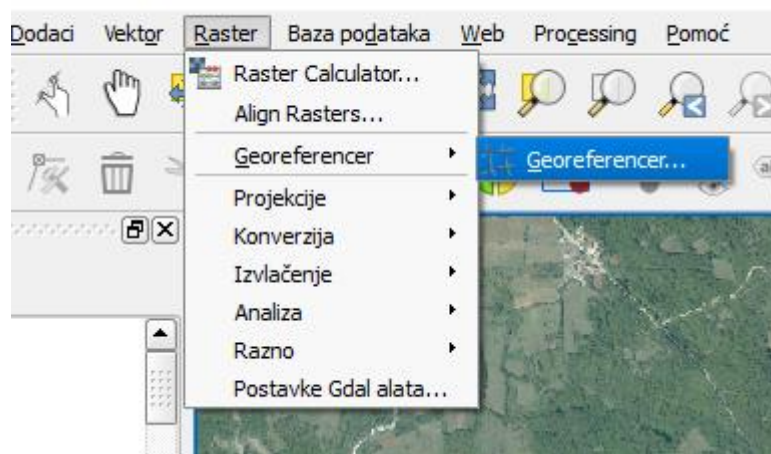 Dodaci Vektor Raster Baza podataka Web Processing Pomoć
Raster Calculator...
Align Rasters...
Georeferencer
Georeferencer...
Projekcije
Konverzija
Izvlačenje
Analiza
Razno
Postavke Gdal alata...